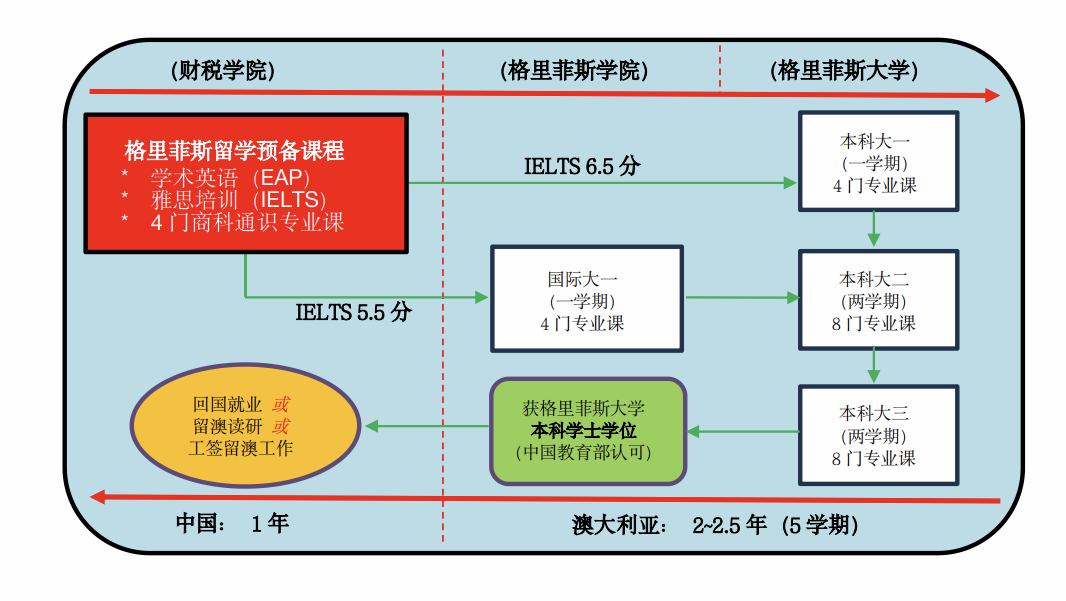 (财税学院)
(格里菲斯学院)
(格里菲斯大学)
格里菲斯留学预备课程
* 学术英语（EAP）
* 雅思培训（IELTS）
* 4 门商科通识专业课
IELTS 6.5 分
本科大一
(一学期)
4 门专业课
IELTS 5.5 分
国际大一
(一学期)
4 门专业课
本科大二
(两学期)
8 门专业课
回国就业 或
留澳读研 或
工签留澳工作
获格里菲斯大学
本科学士学位
(中国教育部认可)
本科大三
(两学期)
8 门专业课
中国： 1 年
澳大利亚： 2~2.5 年（5 学期）